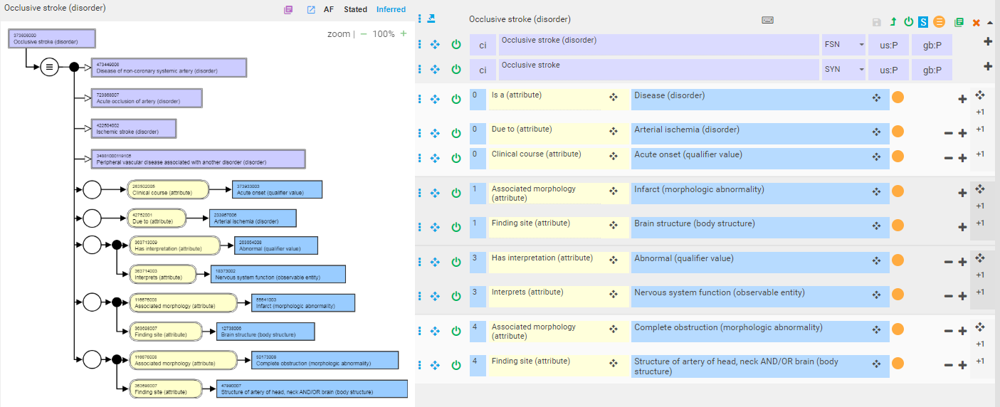 Occlusive stroke (disorder)
AF Stated Inferred
zoom | − 100% +
373606000
Occlusive stroke (disorder)
473449006
Disease of non-coronary systemic artery (disorder)
723868007
Acute occlusion of artery (disorder)
422504002
Ischemic stroke (disorder)
34881000119105
Peripheral vascular disease associated with another disorder (disorder)
263502005
Clinical course (attribute)
373933003
Acute onset (qualifier value)
42752001
Due to (attribute)
233967006
Arterial ischemia (disorder)
363713009
Has interpretation (attribute)
263654008
Abnormal (qualifier value)
363714003
Interprets (attribute)
18373002
Nervous system function (observable entity)
116676008
Associated morphology (attribute)
55641003
Infarct (morphologic abnormality)
363698007
Finding site (attribute)
12738006
Brain structure (body structure)
116676008
Associated morphology (attribute)
50173008
Complete obstruction (morphologic abnormality)
363698007
Finding site (attribute)
47990007
Structure of artery of head, neck AND/OR brain (body structure)
Occlusive stroke (disorder)
S
ci Occlusive stroke (disorder) FSN us:P gb:P
ci Occlusive stroke SYN us:P gb:P
0 Is a (attribute) Disease (disorder)
+1
0 Due to (attribute) Arterial ischemia (disorder) +1
0 Clinical course (attribute) Acute onset (qualifier value) +1
1 Associated morphology (attribute) Infarct (morphologic abnormality)
+1
1 Finding site (attribute) Brain structure (body structure) +1
3 Has interpretation (attribute) Abnormal (qualifier value)
+1
3 Interprets (attribute) Nervous system function (observable entity) +1
4 Associated morphology (attribute) Complete obstruction (morphologic abnormality)
+1
4 Finding site (attribute) Structure of artery of head, neck AND/OR brain (body structure) +1